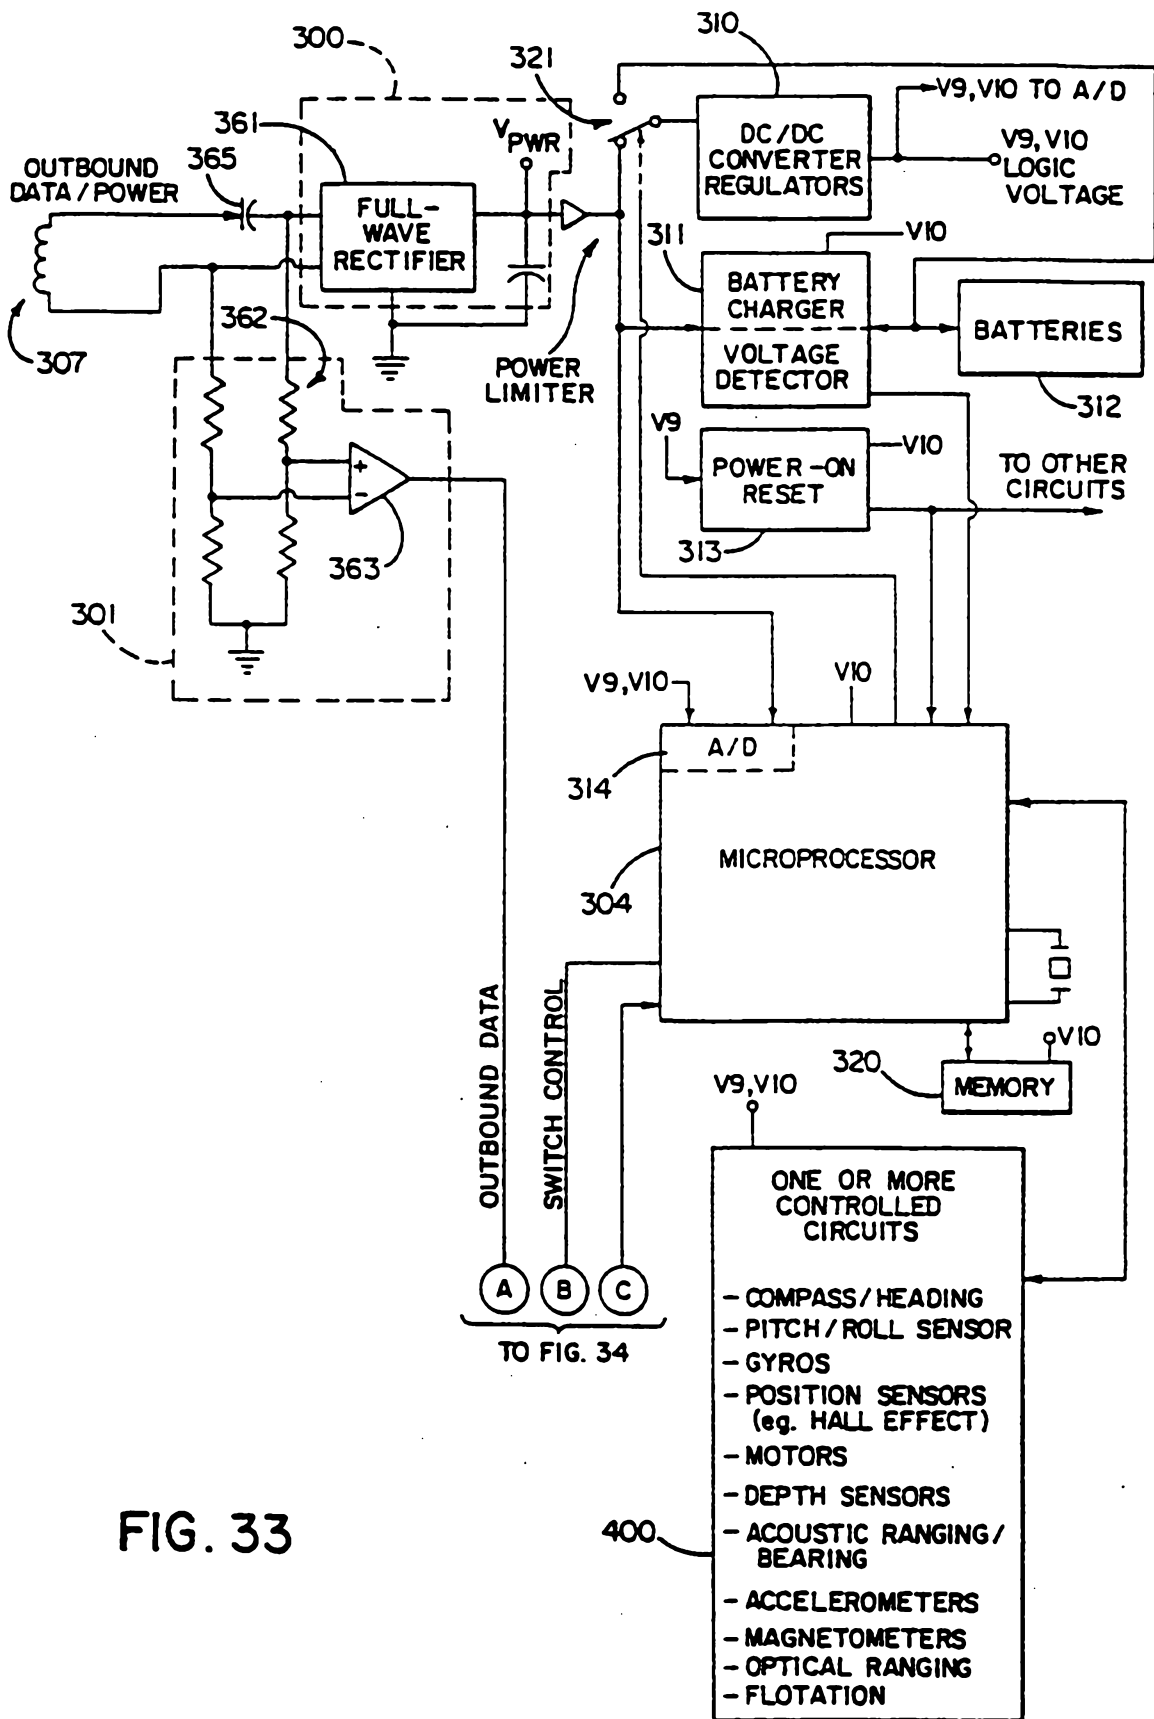 300
321
310
361
V PWR
V9, V10 TO A/D
OUTBOUND
DATA/POWER
365
FULL-
WAVE
RECTIFIER
DC/DC
CONVERTER
REGULATORS
V9, V10
LOGIC
VOLTAGE
307
362
POWER
LIMITER
311
V10
BATTERY
CHARGER
VOLTAGE
DETECTOR
BATTERIES
312
V9
POWER-ON
RESET
V10
313
TO OTHER
CIRCUITS
363
301
V9, V10
V10
A/D
314
MICROPROCESSOR
304
OUTBOUND DATA
SWITCH CONTROL
320
MEMORY
V10
V9, V10
A
B
C
TO FIG. 34
ONE OR MORE
CONTROLLED
CIRCUITS
- COMPASS/HEADING
- PITCH/ROLL SENSOR
- GYROS
- POSITION SENSORS
(eg. HALL EFFECT)
- MOTORS
- DEPTH SENSORS
- ACOUSTIC RANGING/
BEARING
- ACCELEROMETERS
- MAGNETOMETERS
- OPTICAL RANGING
- FLOTATION
400
FIG. 33